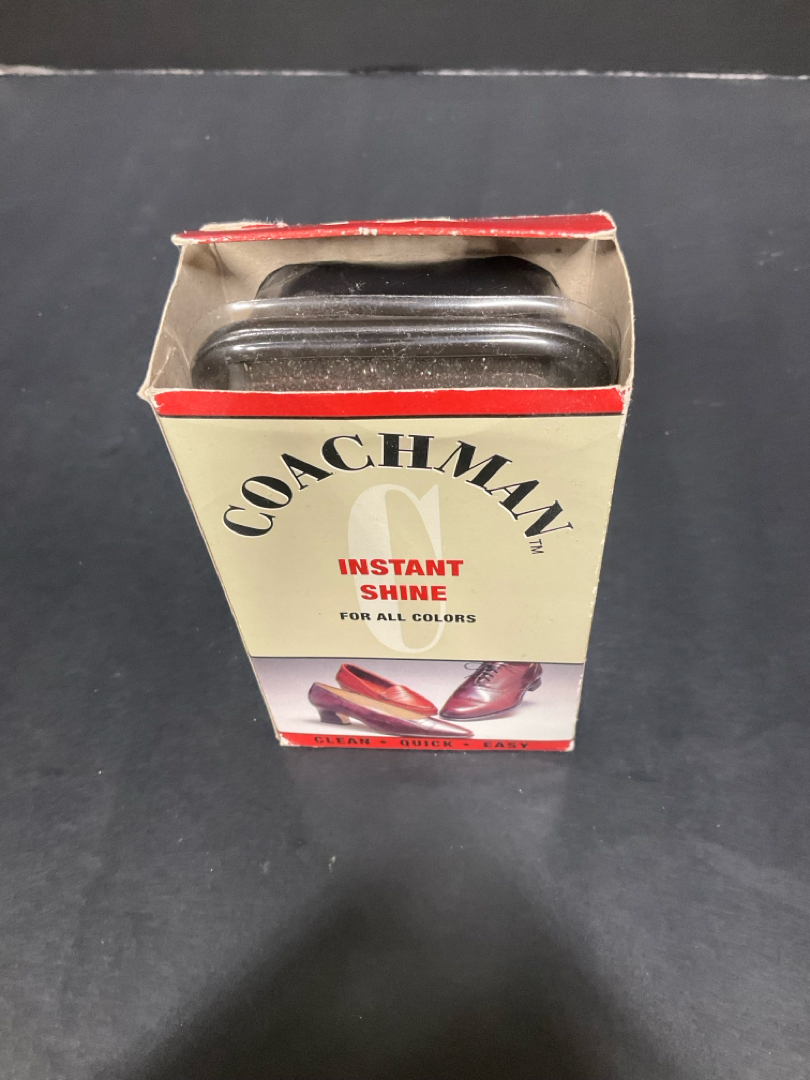 COACHMAN™
C
INSTANT
SHINE
FOR ALL COLORS
CLEAN • QUICK • EASY